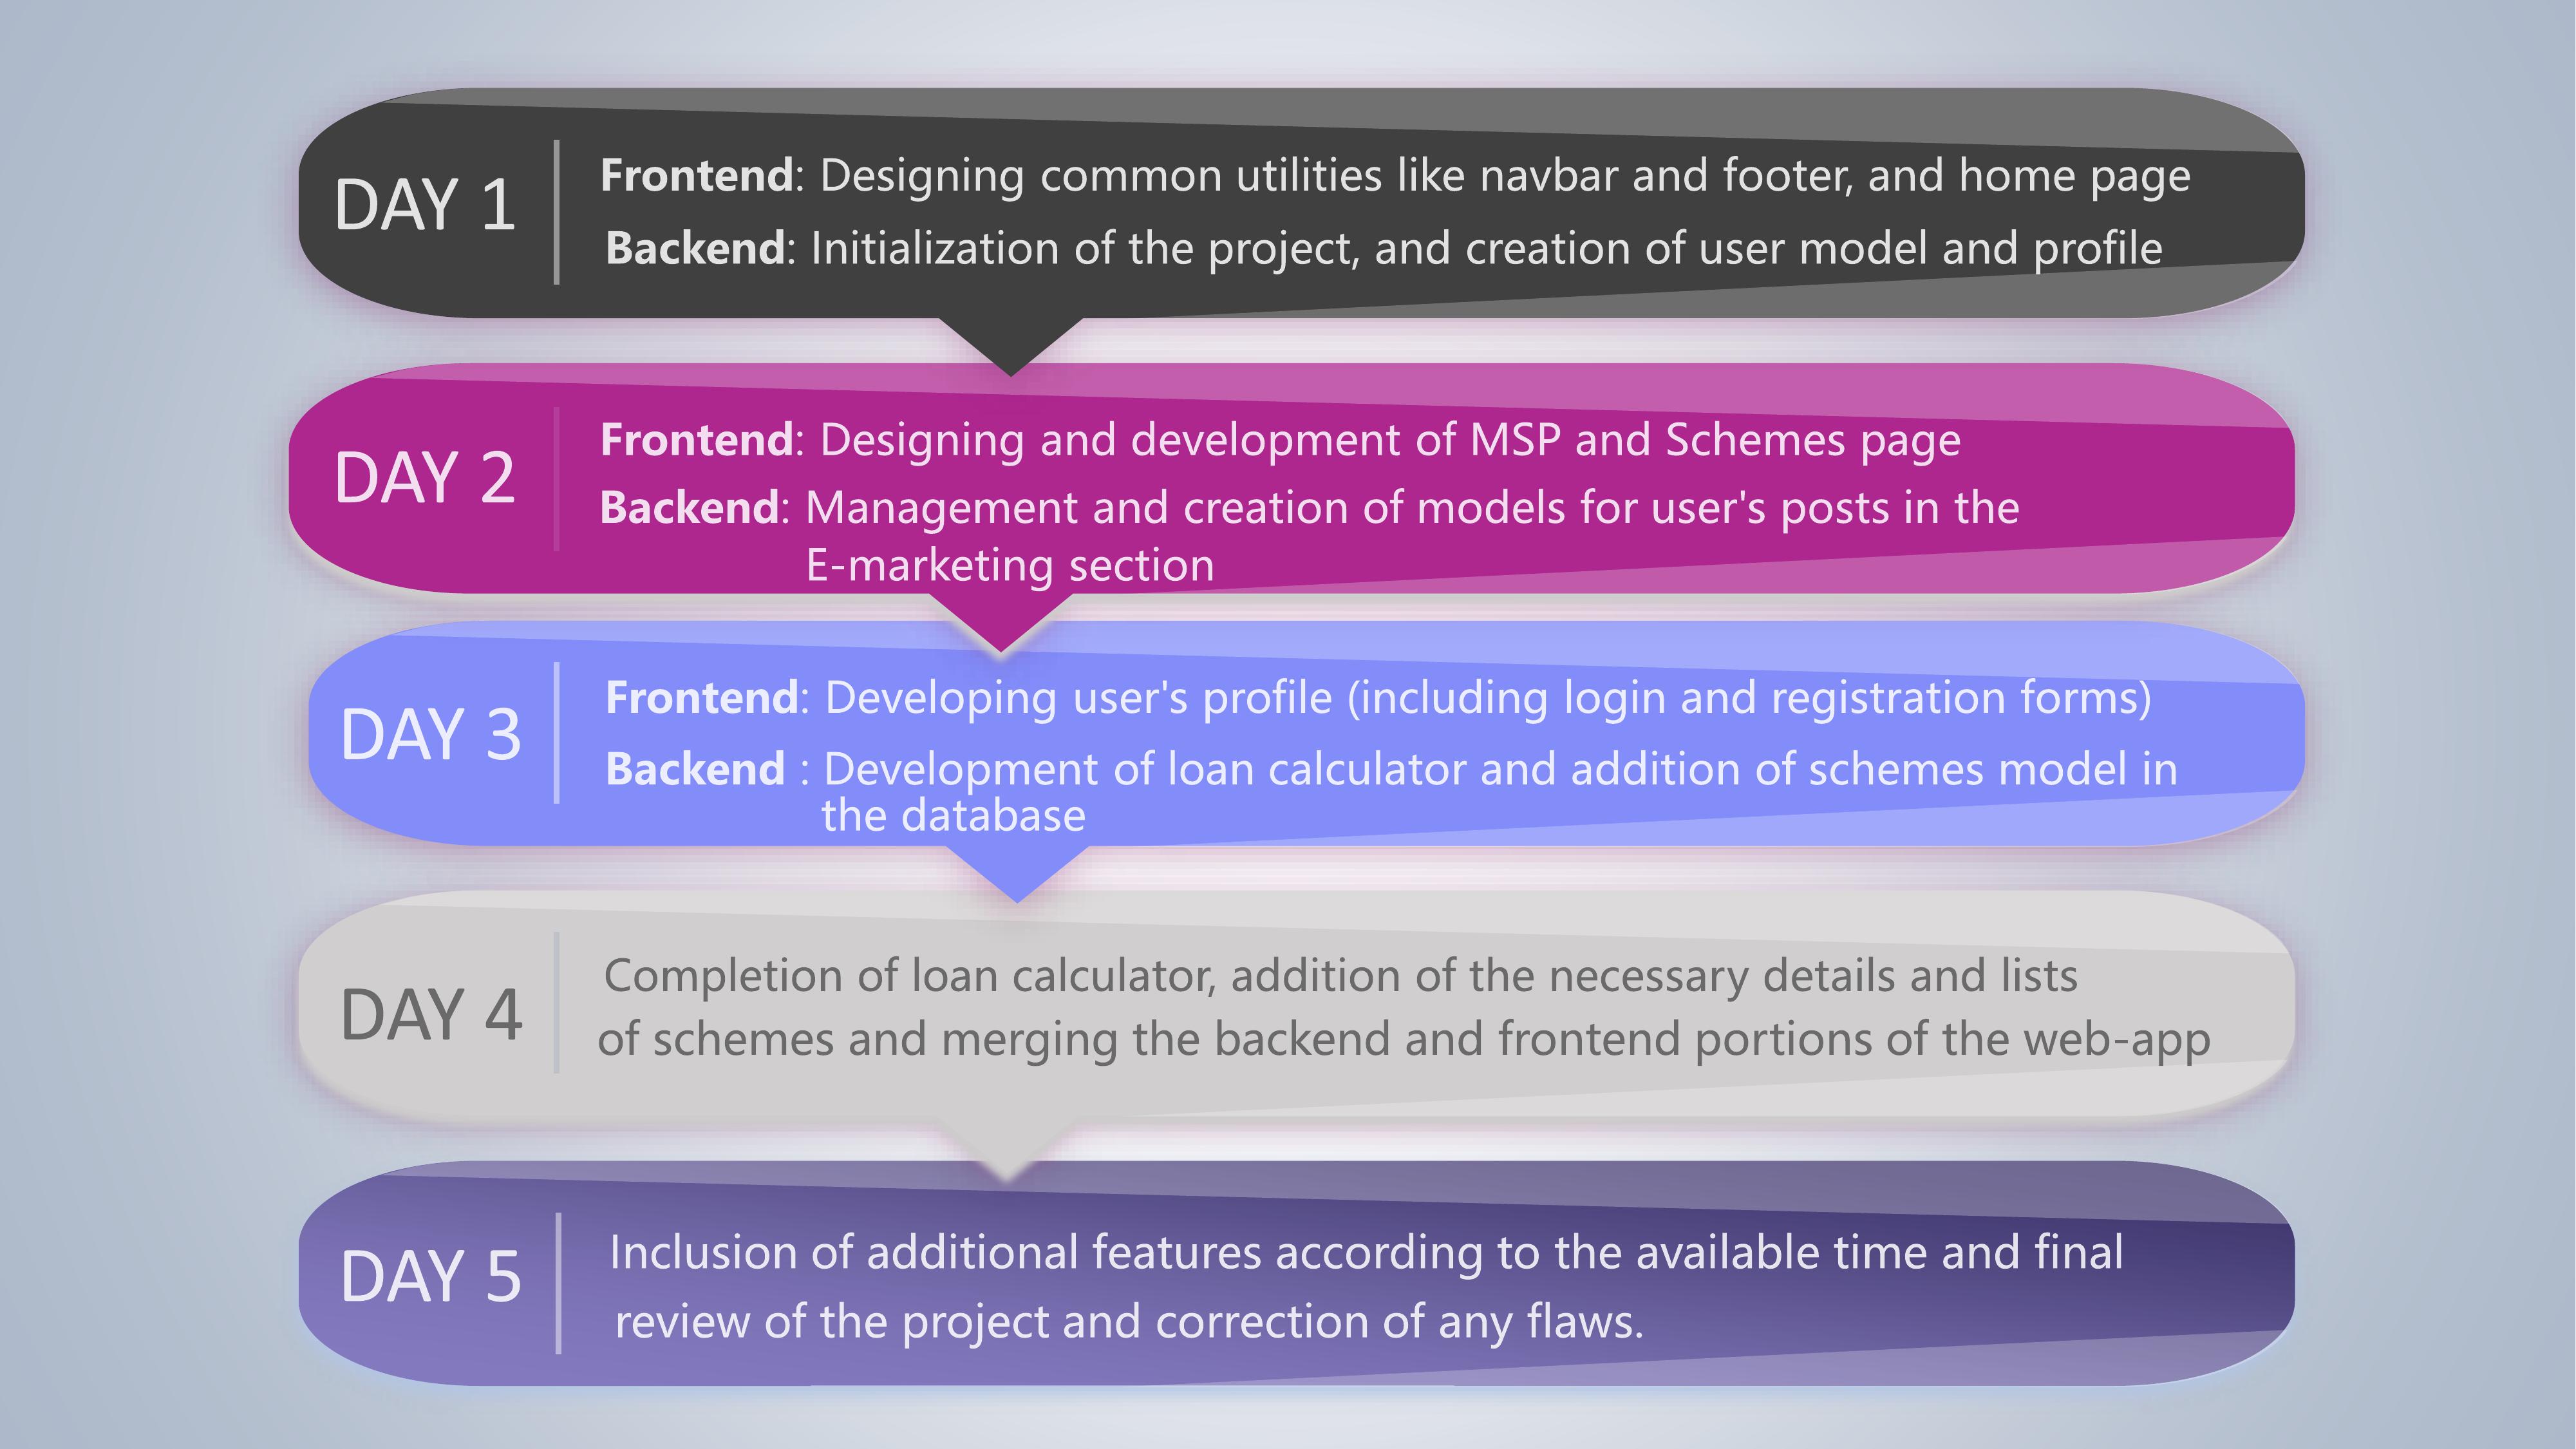 DAY 1
Frontend: Designing common utilities like navbar and footer, and home page
Backend: Initialization of the project, and creation of user model and profile
DAY 2
Frontend: Designing and development of MSP and Schemes page
Backend: Management and creation of models for user's posts in the
E-marketing section
DAY 3
Frontend: Developing user's profile (including login and registration forms)
Backend : Development of loan calculator and addition of schemes model in
the database
DAY 4
Completion of loan calculator, addition of the necessary details and lists
of schemes and merging the backend and frontend portions of the web-app
DAY 5
Inclusion of additional features according to the available time and final
review of the project and correction of any flaws.